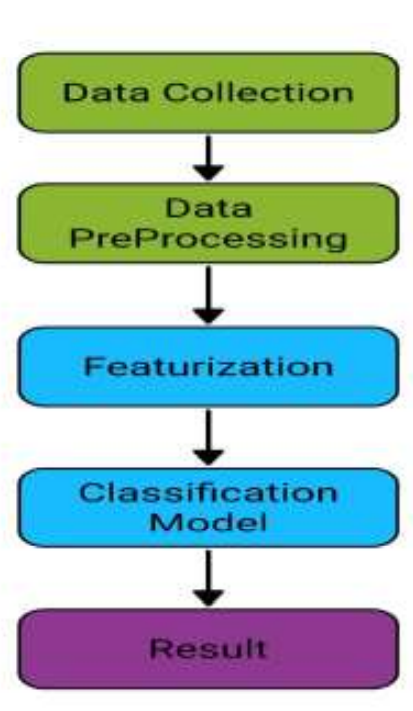 Data Collection
Data
PreProcessing
Featurization
Classification
Model
Result